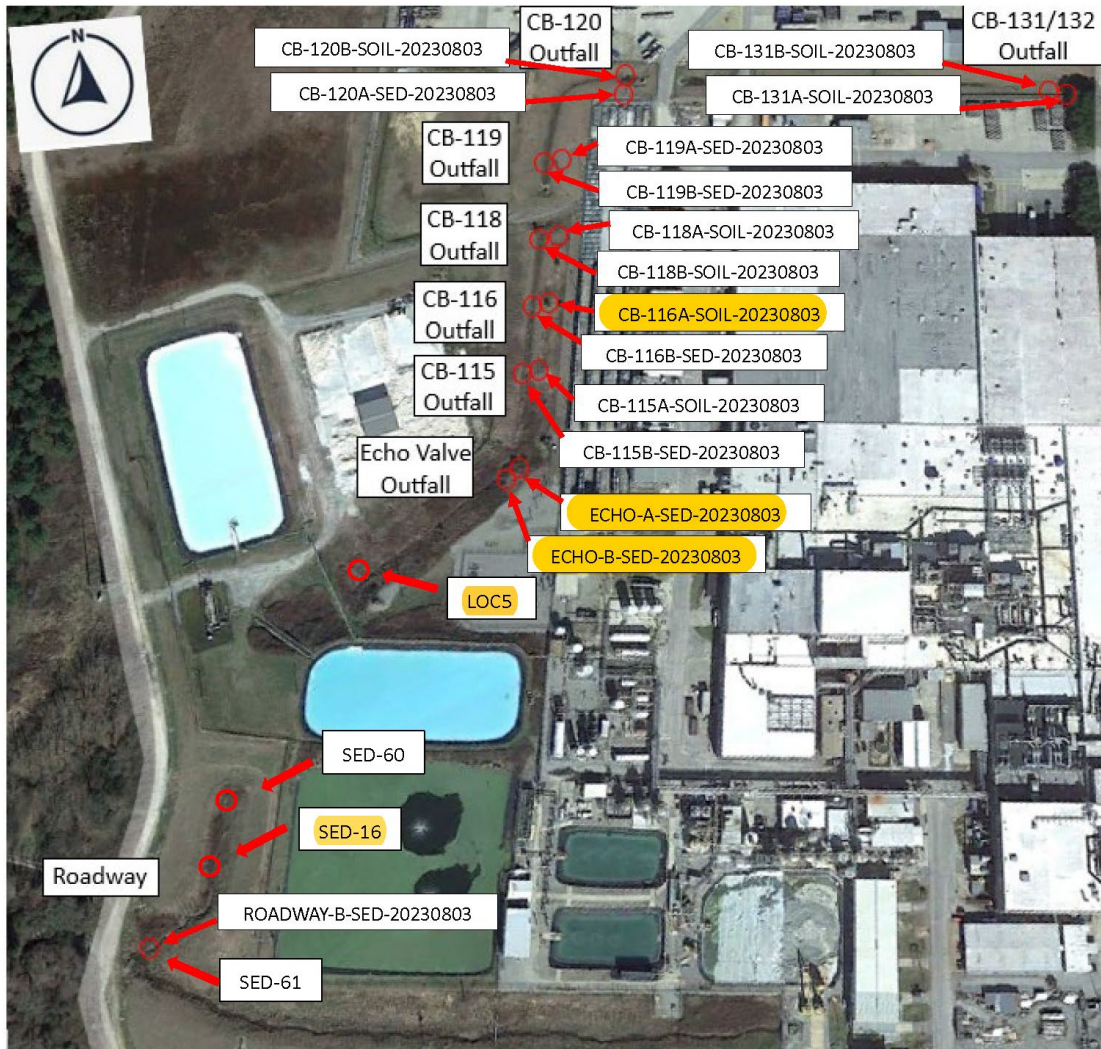 N
CB-120
Outfall
CB-131/132
Outfall
CB-120B-SOIL-20230803
CB-131B-SOIL-20230803
CB-120A-SED-20230803
CB-131A-SOIL-20230803
CB-119
Outfall
CB-119A-SED-20230803
CB-119B-SED-20230803
CB-118
Outfall
CB-118A-SOIL-20230803
CB-118B-SOIL-20230803
CB-116
Outfall
CB-116A-SOIL-20230803
CB-116B-SED-20230803
CB-115
Outfall
CB-115A-SOIL-20230803
CB-115B-SED-20230803
Echo Valve
Outfall
ECHO-A-SED-20230803
ECHO-B-SED-20230803
LOC5
SED-60
SED-16
Roadway
ROADWAY-B-SED-20230803
SED-61